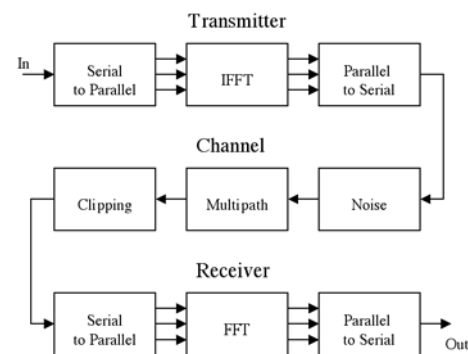 Transmitter
In
Serial
to Parallel
IFFT
Parallel
to Serial
Channel
Clipping
Multipath
Noise
Receiver
Serial
to Parallel
FFT
Parallel
to Serial
Out